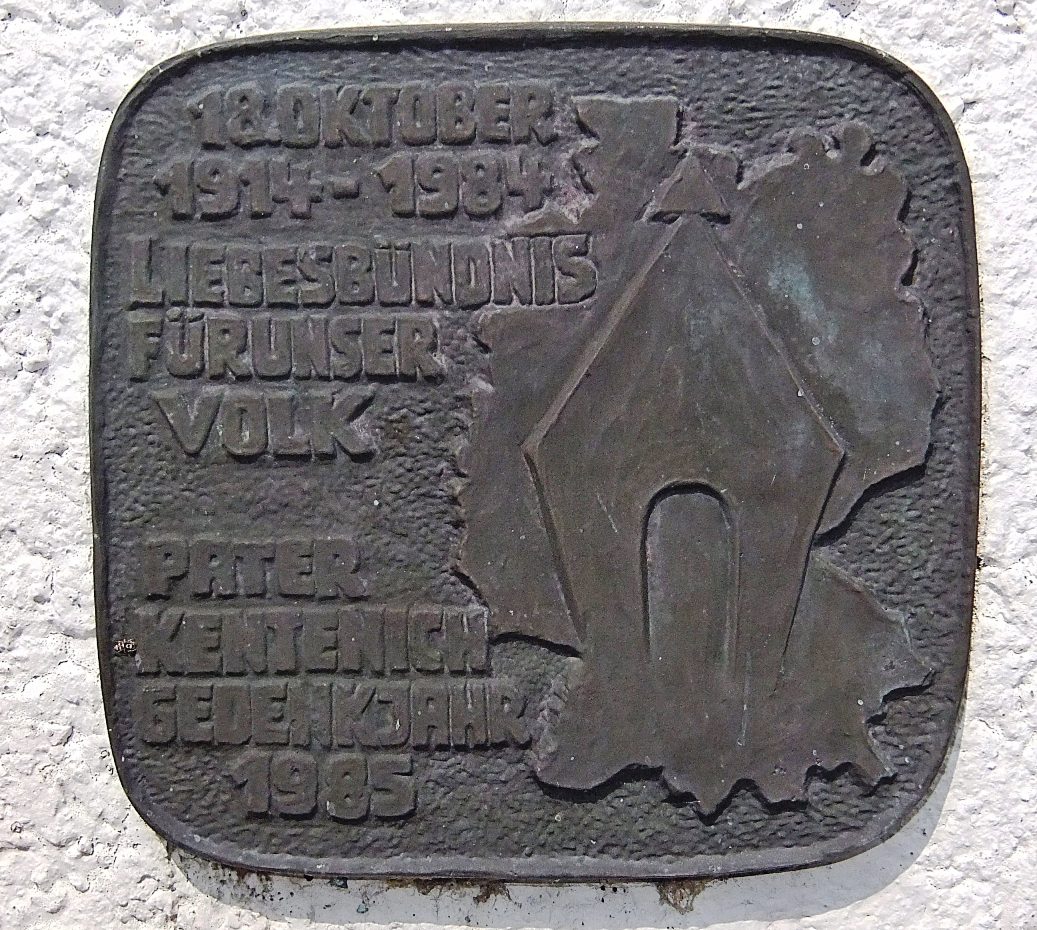 18.OKTOBER
1914-1984
LIEBESBÜNDNIS
FÜR UNSER
VOLK
PATER
KENTENICH
GEDENKJAHR
1985